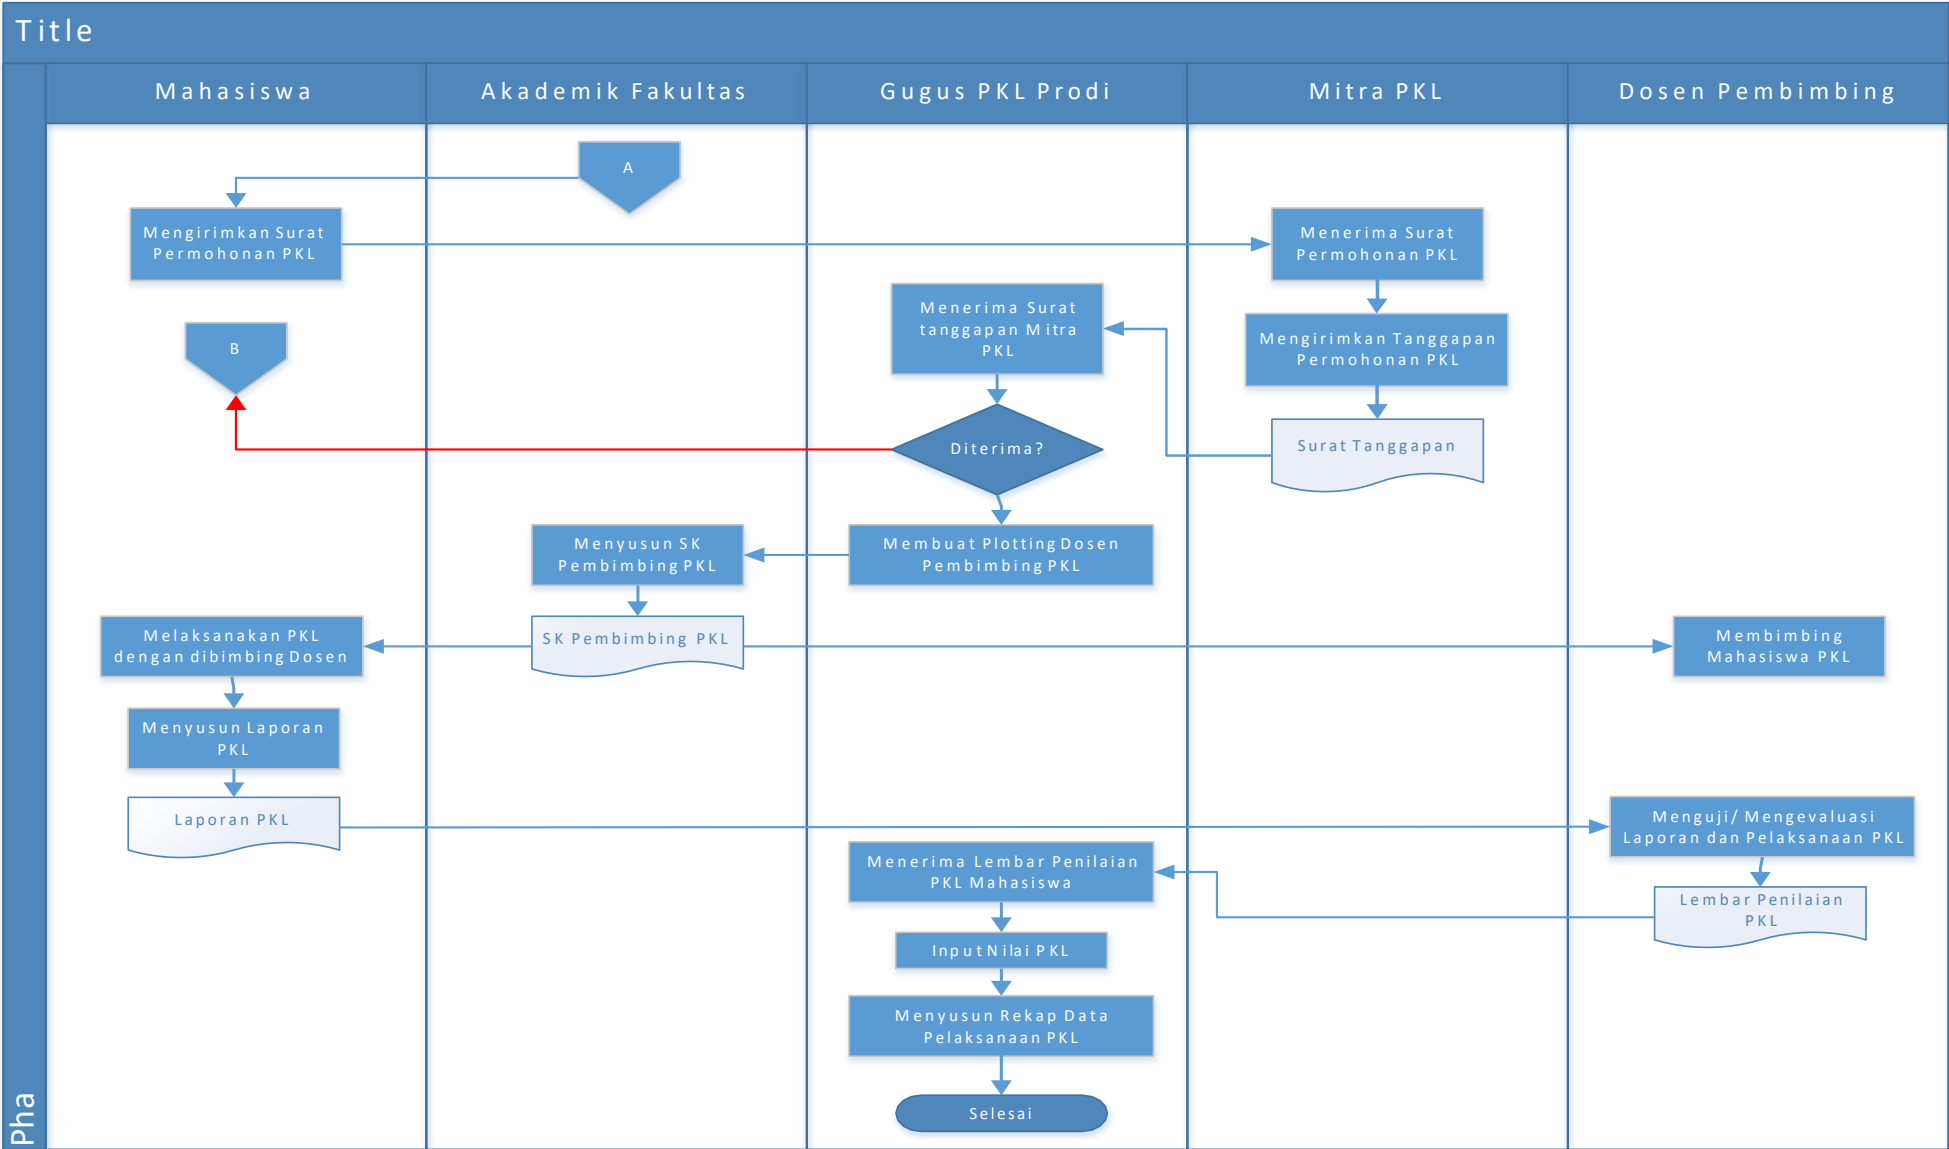 Title
Mahasiswa
Akademik Fakultas
Gugus PKL Prodi
Mitra PKL
Dosen Pembimbing
Pha
A
Mengirimkan Surat
Permohonan PKL
Menerima Surat
Permohonan PKL
Menerima Surat
tanggapan Mitra
PKL
Mengirimkan Tanggapan
Permohonan PKL
B
Diterima?
Surat Tanggapan
Menyusun SK
Pembimbing PKL
Membuat Plotting Dosen
Pembimbing PKL
Melaksanakan PKL
dengan dibimbing Dosen
SK Pembimbing PKL
Membimbing
Mahasiswa PKL
Menyusun Laporan
PKL
Laporan PKL
Menguji/ Mengevaluasi
Laporan dan Pelaksanaan PKL
Menerima Lembar Penilaian
PKL Mahasiswa
Lembar Penilaian
PKL
Input Nilai PKL
Menyusun Rekap Data
Pelaksanaan PKL
Selesai